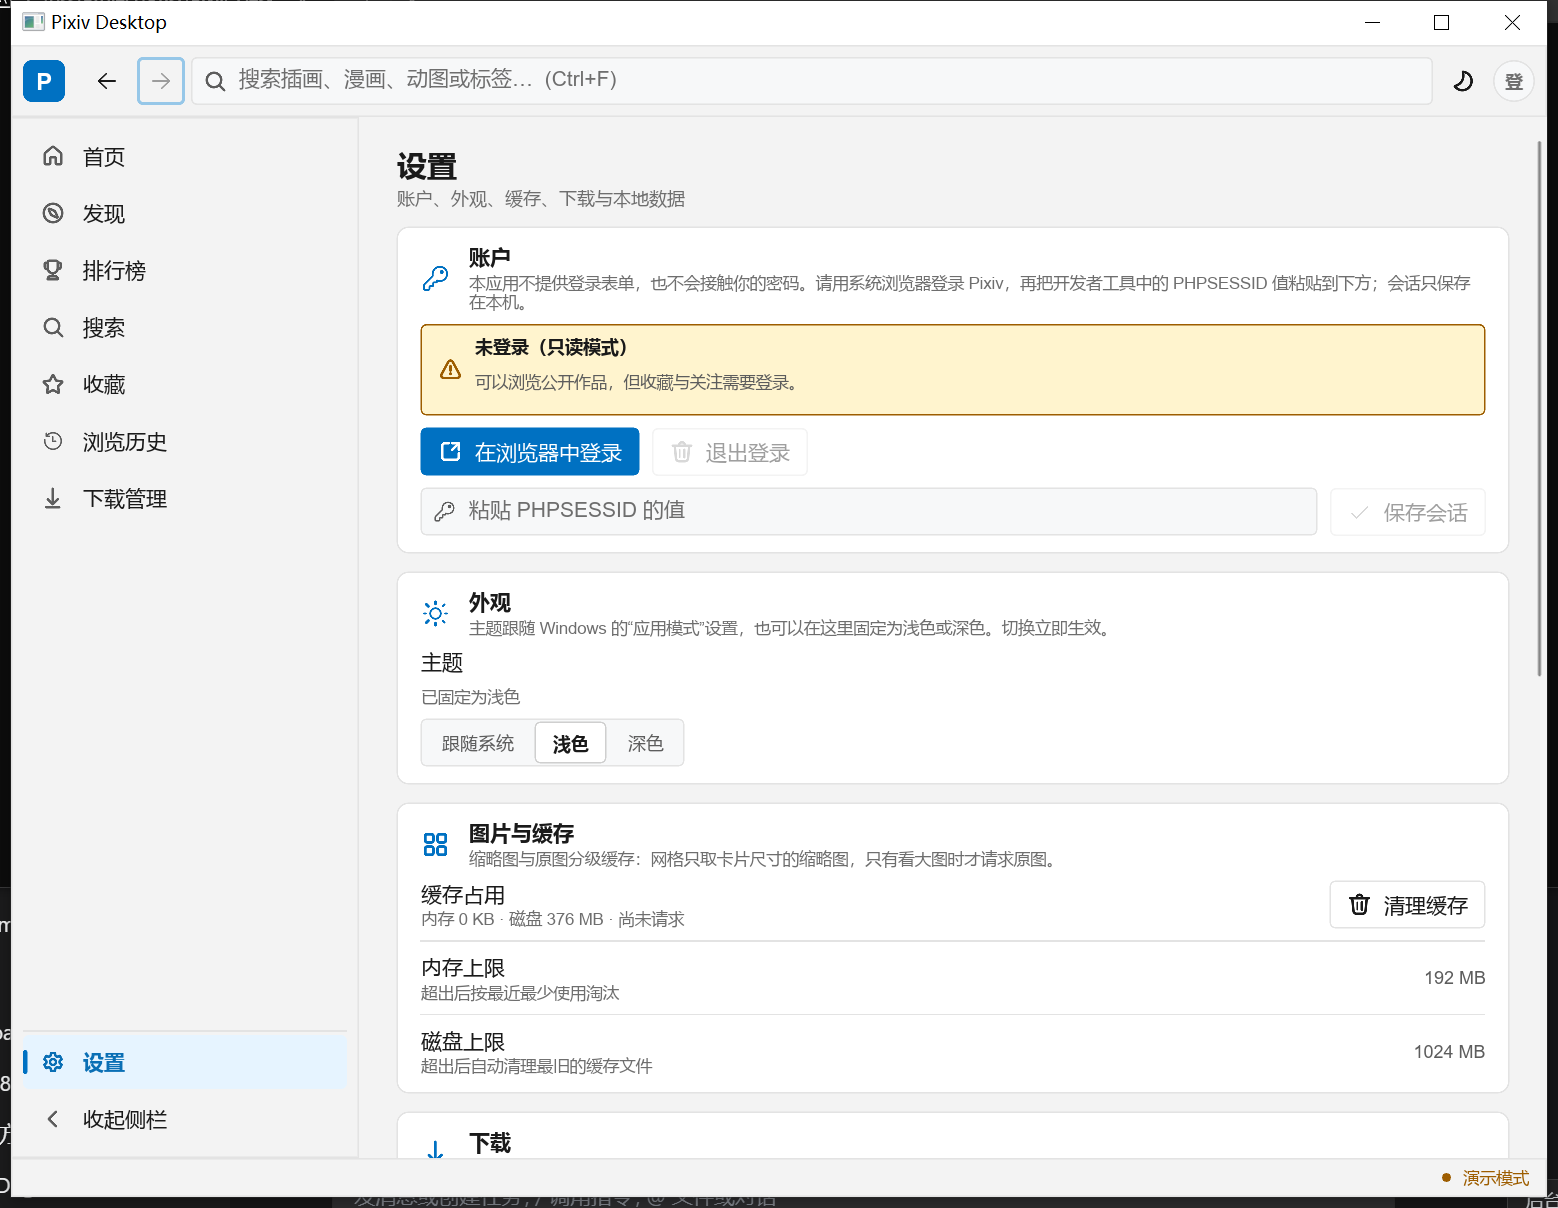 Pixiv Desktop
P
搜索插画、漫画、动图或标签… (Ctrl+F)
登
首页
发现
排行榜
搜索
收藏
浏览历史
下载管理
设置
收起侧栏
设置
账户、外观、缓存、下载与本地数据
账户
本应用不提供登录表单，也不会接触你的密码。请用系统浏览器登录 Pixiv，再把开发者工具中的 PHPSESSID 值粘贴到下方；会话只保存
在本机。
未登录（只读模式）
可以浏览公开作品，但收藏与关注需要登录。
在浏览器中登录
退出登录
粘贴 PHPSESSID 的值
保存会话
外观
主题跟随 Windows 的“应用模式”设置，也可以在这里固定为浅色或深色。切换立即生效。
主题
已固定为浅色
跟随系统
浅色
深色
图片与缓存
缩略图与原图分级缓存：网格只取卡片尺寸的缩略图，只有看大图时才请求原图。
缓存占用
内存 0 KB · 磁盘 376 MB · 尚未请求
清理缓存
内存上限
超出后按最近最少使用淘汰
192 MB
磁盘上限
超出后自动清理最旧的缓存文件
1024 MB
下载
演示模式